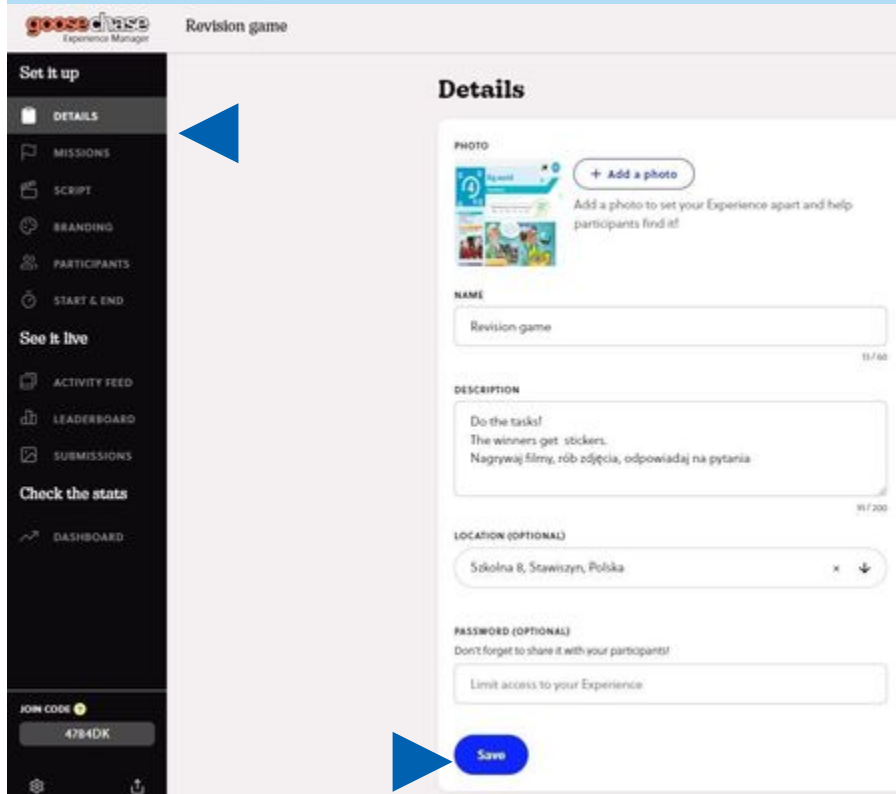 goosechase
Experience Manager
Revision game
Set it up
DETAILS
MISSIONS
SCRIPT
BRANDING
PARTICIPANTS
START & END
See it live
ACTIVITY FEED
LEADERBOARD
SUBMISSIONS
Check the stats
DASHBOARD
JOIN CODE ?
4784DK
Details
PHOTO
+ Add a photo
Add a photo to set your Experience apart and help
participants find it!
NAME
Revision game
13/60
DESCRIPTION
Do the tasks!
The winners get stickers.
Nagrywaj filmy, rób zdjęcia, odpowiadaj na pytania
/ 200
LOCATION (OPTIONAL)
Szkolna 8, Stawiszyn, Polska
PASSWORD (OPTIONAL)
Don't forget to share it with your participants!
Limit access to your Experience
Save